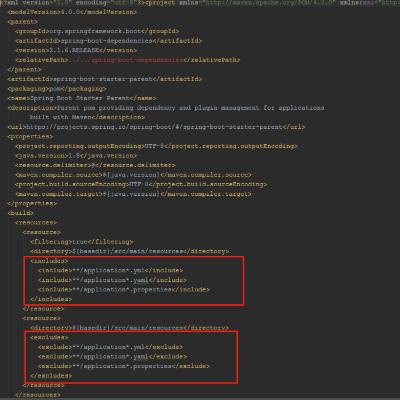 <?xml version="1.0" encoding="utf-8"?><project xmlns="http://maven.apache.org/POM/4.0.0" xmlns:xsi="http
<modelVersion>4.0.0</modelVersion>
<parent>
<groupId>org.springframework.boot</groupId>
<artifactId>spring-boot-dependencies</artifactId>
<version>2.1.6.RELEASE</version>
<relativePath>../../spring-boot-dependencies</relativePath>
</parent>
<artifactId>spring-boot-starter-parent</artifactId>
<packaging>pom</packaging>
<name>Spring Boot Starter Parent</name>
<description>Parent pom providing dependency and plugin management for applications
built with Maven</description>
<url>https://projects.spring.io/spring-boot/#/spring-boot-starter-parent</url>
<properties>
<project.reporting.outputEncoding>UTF-8</project.reporting.outputEncoding>
<java.version>1.8</java.version>
<resource.delimiter>@</resource.delimiter>
<maven.compiler.source>${java.version}</maven.compiler.source>
<project.build.sourceEncoding>UTF-8</project.build.sourceEncoding>
<maven.compiler.target>${java.version}</maven.compiler.target>
</properties>
<build>
<resources>
<resource>
<filtering>true</filtering>
<directory>${basedir}/src/main/resources</directory>
<includes>
<include>**/application*.yml</include>
<include>**/application*.yaml</include>
<include>**/application*.properties</include>
</includes>
</resource>
<resource>
<directory>${basedir}/src/main/resources</directory>
<excludes>
<exclude>**/application*.yml</exclude>
<exclude>**/application*.yaml</exclude>
<exclude>**/application*.properties</exclude>
</excludes>
</resource>
</resources>